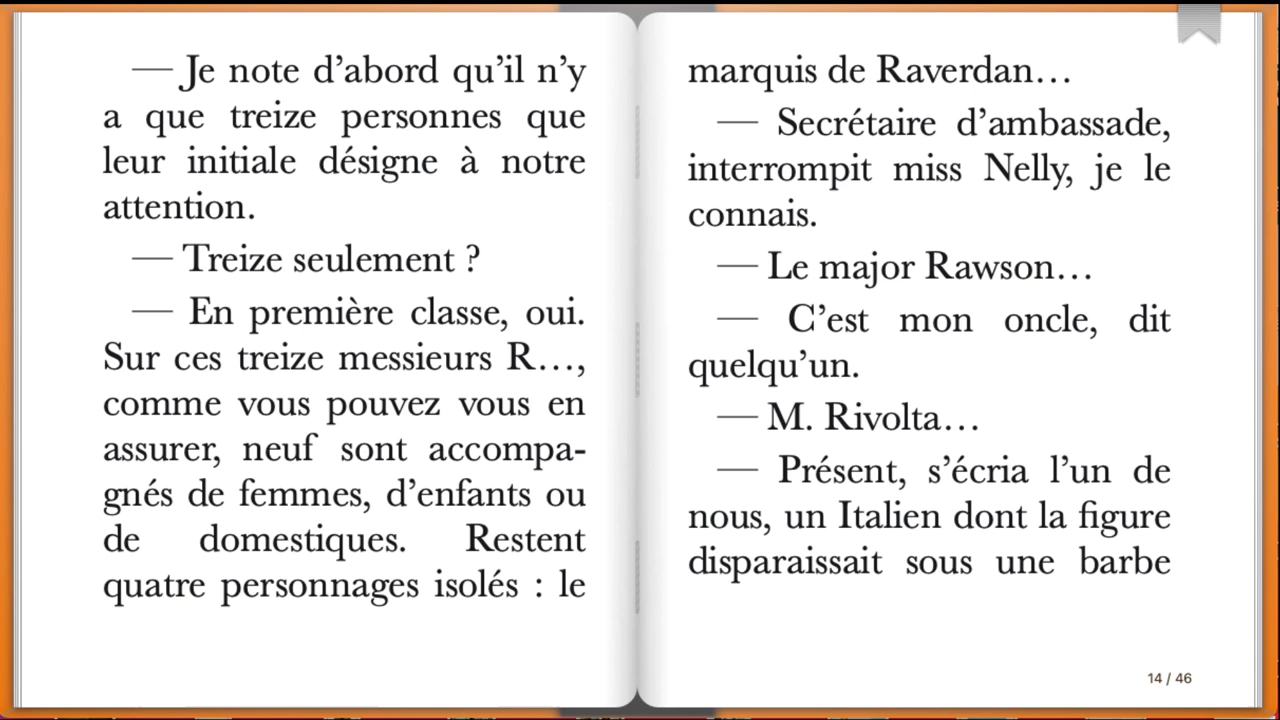 — Je note d’abord qu’il n’y
a que treize personnes que
leur initiale désigne à notre
attention.
— Treize seulement ?
— En première classe, oui.
Sur ces treize messieurs R…,
comme vous pouvez vous en
assurer, neuf sont accompa-
gnés de femmes, d’enfants ou
de domestiques. Restent
quatre personnages isolés : le
marquis de Raverdan…
— Secrétaire d’ambassade,
interrompit miss Nelly, je le
connais.
— Le major Rawson…
— C’est mon oncle, dit
quelqu’un.
— M. Rivolta…
— Présent, s’écria l’un de
nous, un Italien dont la figure
disparaissait sous une barbe
14 / 46